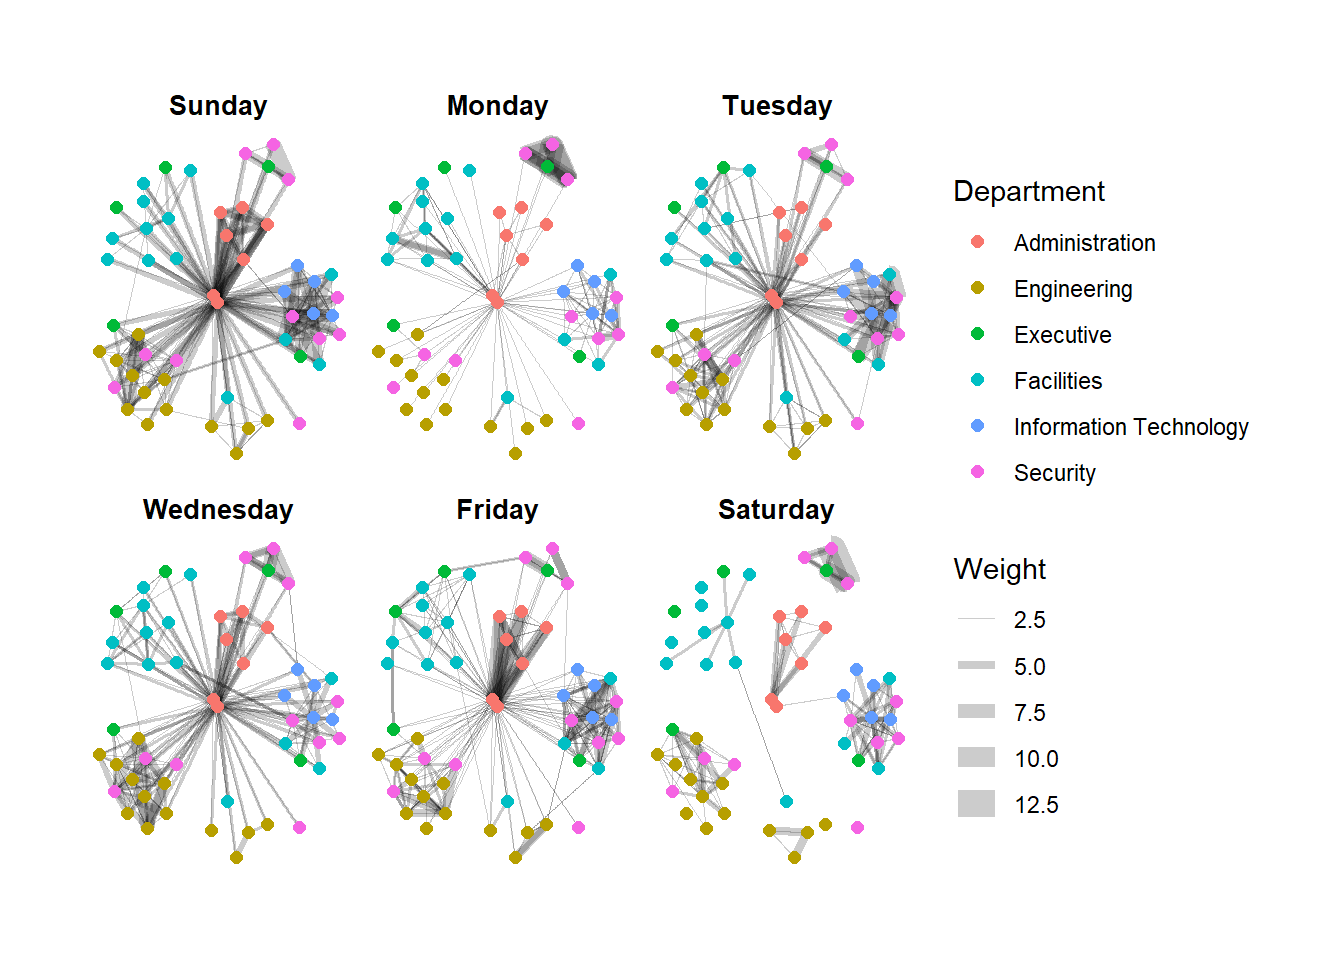 Sunday
Monday
Tuesday
Wednesday
Friday
Saturday
Department
Administration
Engineering
Executive
Facilities
Information Technology
Security
Weight
2.5
5.0
7.5
10.0
12.5